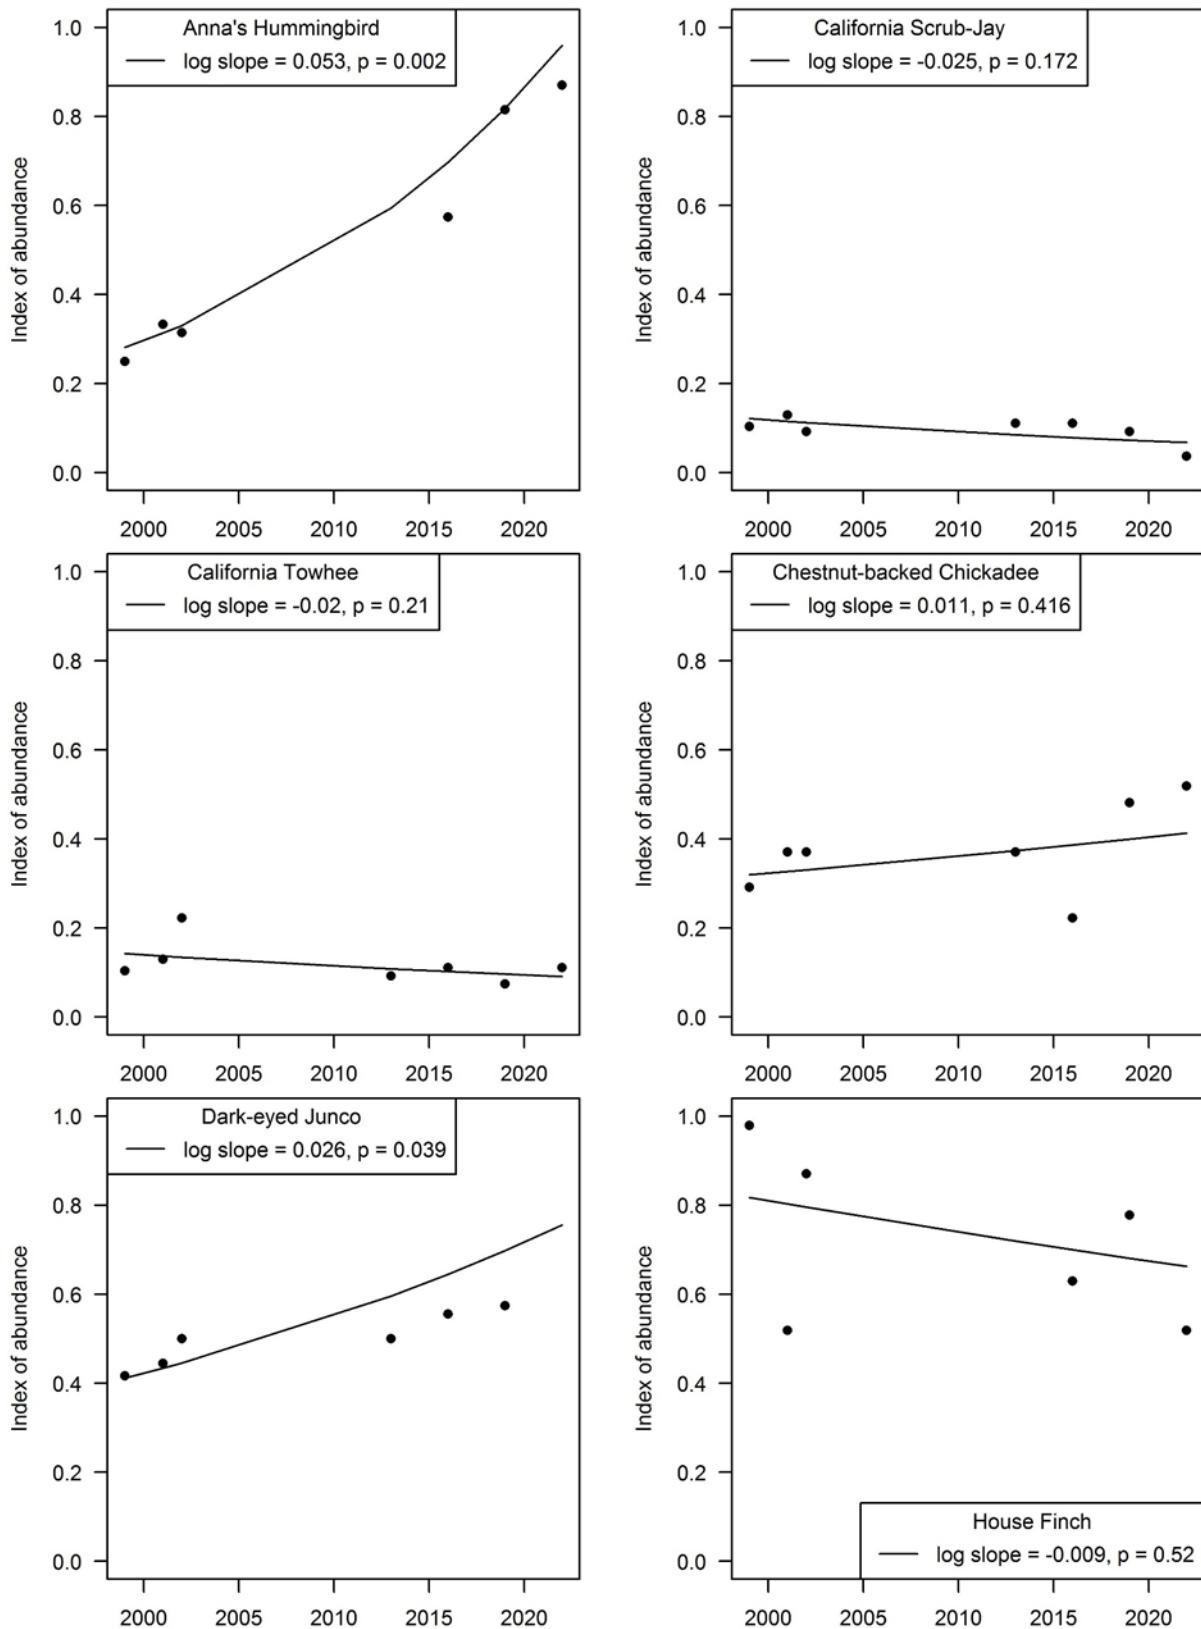 Anna's Hummingbird
log slope = 0.053, p = 0.002
Index of abundance
1.0
0.8
0.6
0.4
0.2
0.0
2000 2005 2010 2015 2020
California Scrub-Jay
log slope = -0.025, p = 0.172
Index of abundance
1.0
0.8
0.6
0.4
0.2
0.0
2000 2005 2010 2015 2020
California Towhee
log slope = -0.02, p = 0.21
Index of abundance
1.0
0.8
0.6
0.4
0.2
0.0
2000 2005 2010 2015 2020
Chestnut-backed Chickadee
log slope = 0.011, p = 0.416
Index of abundance
1.0
0.8
0.6
0.4
0.2
0.0
2000 2005 2010 2015 2020
Dark-eyed Junco
log slope = 0.026, p = 0.039
Index of abundance
1.0
0.8
0.6
0.4
0.2
0.0
2000 2005 2010 2015 2020
Index of abundance
1.0
0.8
0.6
0.4
0.2
0.0
House Finch
log slope = -0.009, p = 0.52
2000 2005 2010 2015 2020